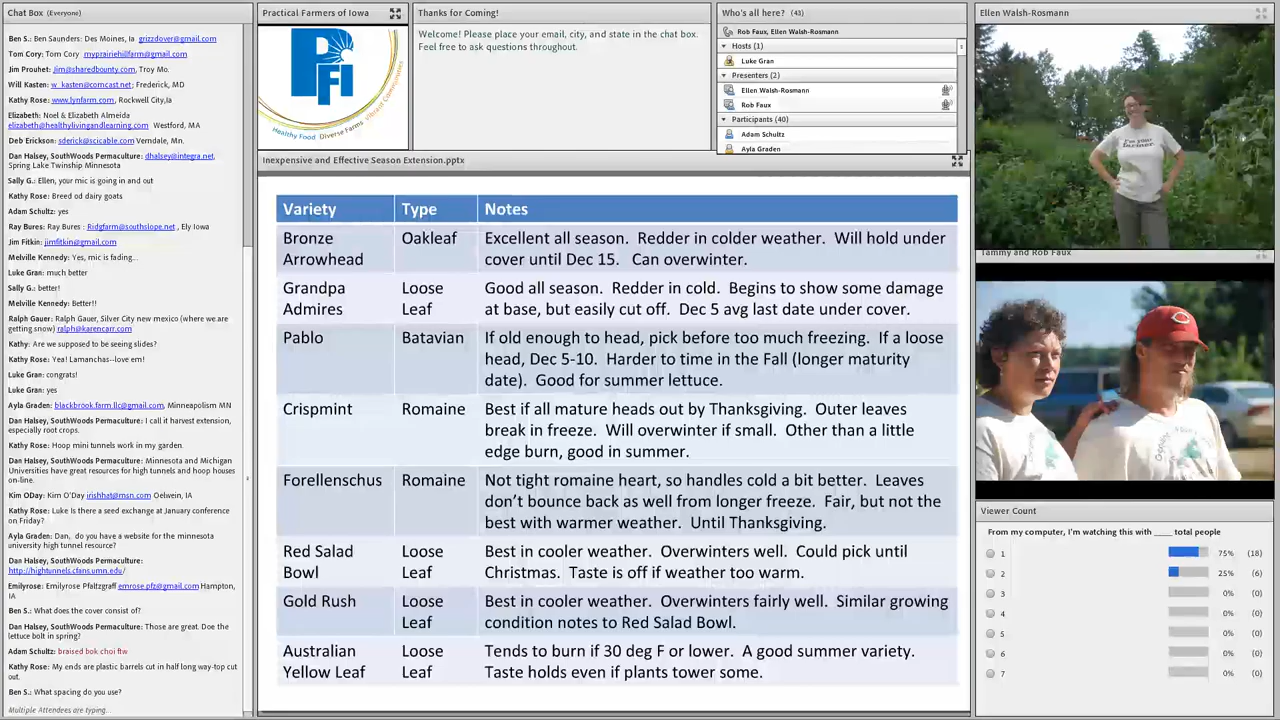 Chat Box (Everyone)
Ben S.: Ben Saunders: Des Moines, Ia grizzdover@gmail.com
Tom Cory: Tom Cory myprairiehillfarm@gmail.com
Jim Prouhet: Jim@sharedbounty.com, Troy Mo.
Will Kasten: w_kasten@comcast.net; Frederick, MD
Kathy Rose: www.lynfarm.com, Rockwell City,Ia
Elizabeth: Noel & Elizabeth Almeida
elizabeth@healthylivingandlearning.com Westford, MA
Deb Erickson: sderick@scicable.com Verndale, Mn.
Dan Halsey, SouthWoods Permaculture: dhalsey@integra.net,
Spring Lake Twinship Minnesota
Sally G.: Ellen, your mic is going in and out
Kathy Rose: Breed od dairy goats
Adam Schultz: yes
Ray Bures: Ray Bures : Ridgfarm@southslope.net , Ely Iowa
Jim Fitkin: jimfitkin@gmail.com
Melville Kennedy: Yes, mic is fading...
Luke Gran: much better
Sally G.: better!
Melville Kennedy: Better!!
Ralph Gauer: Ralph Gauer, Silver City new mexico (where we are
getting snow) ralph@karencarr.com
Kathy: Are we supposed to be seeing slides?
Kathy Rose: Yea! Lamanchas--love em!
Luke Gran: congrats!
Luke Gran: yes
Ayla Graden: blackbrook.farm.llc@gmail.com, Minneapolism MN
Dan Halsey, SouthWoods Permaculture: I call it harvest extension,
especially root crops.
Kathy Rose: Hoop mini tunnels work in my garden.
Dan Halsey, SouthWoods Permaculture: Minnesota and Michigan
Universities have great resources for high tunnels and hoop houses
on-line.
Kim ODay: Kim O'Day irishhat@msn.com Oelwein, IA
Kathy Rose: Luke Is there a seed exchange at January conference
on Friday?
Ayla Graden: Dan, do you have a website for the minnesota
university high tunnel resource?
Dan Halsey, SouthWoods Permaculture:
http://hightunnels.cfans.umn.edu/
Emilyrose: Emilyrose Pfaltzgraff emrose.pfz@gmail.com Hampton,
IA
Ben S.: What does the cover consist of?
Dan Halsey, SouthWoods Permaculture: Those are great. Doe the
lettuce bolt in spring?
Adam Schultz: braised bok choi ftw
Kathy Rose: My ends are plastic barrels cut in half long way-top cut
out.
Ben S.: What spacing do you use?
Multiple Attendees are typing...
Practical Farmers of Iowa
PFI
Healthy Food Diverse Farms Vibrant Communities
Thanks for Coming!
Welcome! Please place your email, city, and state in the chat box.
Feel free to ask questions throughout.
Who's all here? (43)
Rob Faux, Ellen Walsh-Rosmann
Hosts (1)
Luke Gran
Presenters (2)
Ellen Walsh-Rosmann
Rob Faux
Participants (40)
Adam Schultz
Ayla Graden
Inexpensive and Effective Season Extension.pptx
Variety Type Notes
Bronze Arrowhead Oakleaf Excellent all season. Redder in colder weather. Will hold under
cover until Dec 15. Can overwinter.
Grandpa Admires Loose Leaf Good all season. Redder in cold. Begins to show some damage
at base, but easily cut off. Dec 5 avg last date under cover.
Pablo Batavian If old enough to head, pick before too much freezing. If a loose
head, Dec 5-10. Harder to time in the Fall (longer maturity
date). Good for summer lettuce.
Crispmint Romaine Best if all mature heads out by Thanksgiving. Outer leaves
break in freeze. Will overwinter if small. Other than a little
edge burn, good in summer.
Forellenschus Romaine Not tight romaine heart, so handles cold a bit better. Leaves
don't bounce back as well from longer freeze. Fair, but not the
best with warmer weather. Until Thanksgiving.
Red Salad Bowl Loose Leaf Best in cooler weather. Overwinters well. Could pick until
Christmas. Taste is off if weather too warm.
Gold Rush Loose Leaf Best in cooler weather. Overwinters fairly well. Similar growing
condition notes to Red Salad Bowl.
Australian Yellow Leaf Loose Leaf Tends to burn if 30 deg F or lower. A good summer variety.
Taste holds even if plants tower some.
Ellen Walsh-Rosmann
I'm your farmer.
Tammy and Rob Faux
Viewer Count
From my computer, I'm watching this with ____ total people
1 75% (18)
2 25% (6)
3 0% (0)
4 0% (0)
5 0% (0)
6 0% (0)
7 0% (0)